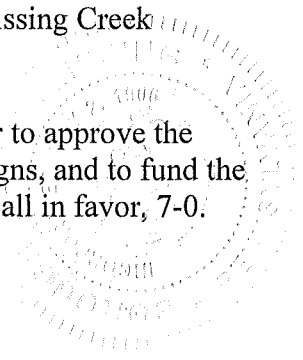 ssing Creek
r to approve the
gns, and to fund the
all in favor, 7-0.